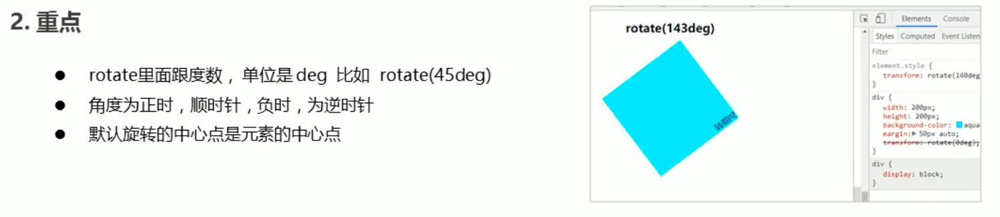 2. 重点
● rotate里面跟度数，单位是 deg 比如 rotate(45deg)
● 角度为正时，顺时针，负时，为逆时针
● 默认旋转的中心点是元素的中心点
rotate(143deg)
2d旋转
Elements Console
Styles Computed Event Listen
Filter
element.style {
transform: rotate(140deg
}
div {
width: 200px;
height: 200px;
background-color: aqua
margin:▶ 50px auto;
transform: rotate(0deg);
}
div {
display: block;
}